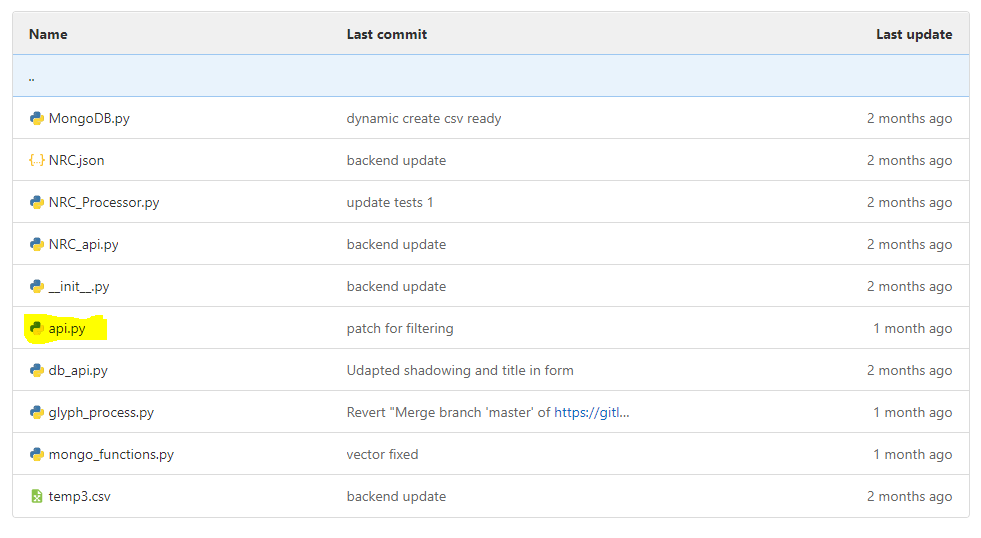 Name Last commit Last update
..
MongoDB.py dynamic create csv ready 2 months ago
{..} NRC.json backend update 2 months ago
NRC_Processor.py update tests 1 2 months ago
NRC_api.py backend update 2 months ago
__init__.py backend update 2 months ago
api.py patch for filtering 1 month ago
db_api.py Udapted shadowing and title in form 2 months ago
glyph_process.py Revert "Merge branch 'master' of https://gitl... 1 month ago
mongo_functions.py vector fixed 1 month ago
temp3.csv backend update 2 months ago